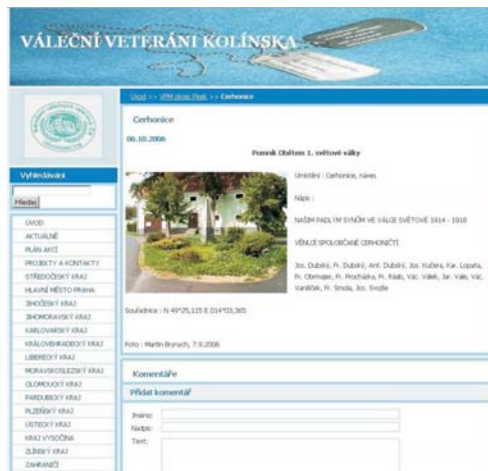 VÁLEČNÍ VETERÁNI KOLÍNSKA
Úvod >> VPM okres Písek >> Cerhonice
Cerhonice
06.10.2006
Pomník Obětem 1. světové války
Umístění : Cerhonice, náves
Nápis :
NAŠIM PADLÝM SYNŮM VE VÁLCE SVĚTOVÉ 1914 - 1918
VĚNUJÍ SPOLOBČANÉ CERHONIČTÍ
Jos. Dubský, Fr. Dubský, Ant. Dubský, Jos. Kučera, Kar. Lopata,
Fr. Obrmajer, Fr. Procházka, Fr. Rááb, Vác. Válek, Jar. Vale, Vác.
Vaněček, Fr. Smola, Jos. Svojše
Souřadnice : N 49°25,115 E 014°03,365
Foto : Martin Brynych, 7.9.2006
Vyhledávání
Hledej
ÚVOD
AKTUÁLNĚ
PLÁN AKCÍ
PROJEKTY A KONTAKTY
STŘEDOČESKÝ KRAJ
HLAVNÍ MĚSTO PRAHA
JIHOČESKÝ KRAJ
JIHOMORAVSKÝ KRAJ
KARLOVARSKÝ KRAJ
KRÁLOVÉHRADECKÝ KRAJ
LIBERECKÝ KRAJ
MORAVSKOSLEZSKÝ KRAJ
OLOMOUCKÝ KRAJ
PARDUBICKÝ KRAJ
PLZEŇSKÝ KRAJ
ÚSTECKÝ KRAJ
KRAJ VYSOČINA
ZLÍNSKÝ KRAJ
ZAHRANIČÍ
Komentáře
Přidat komentář
Jméno:
Nadpis:
Text: